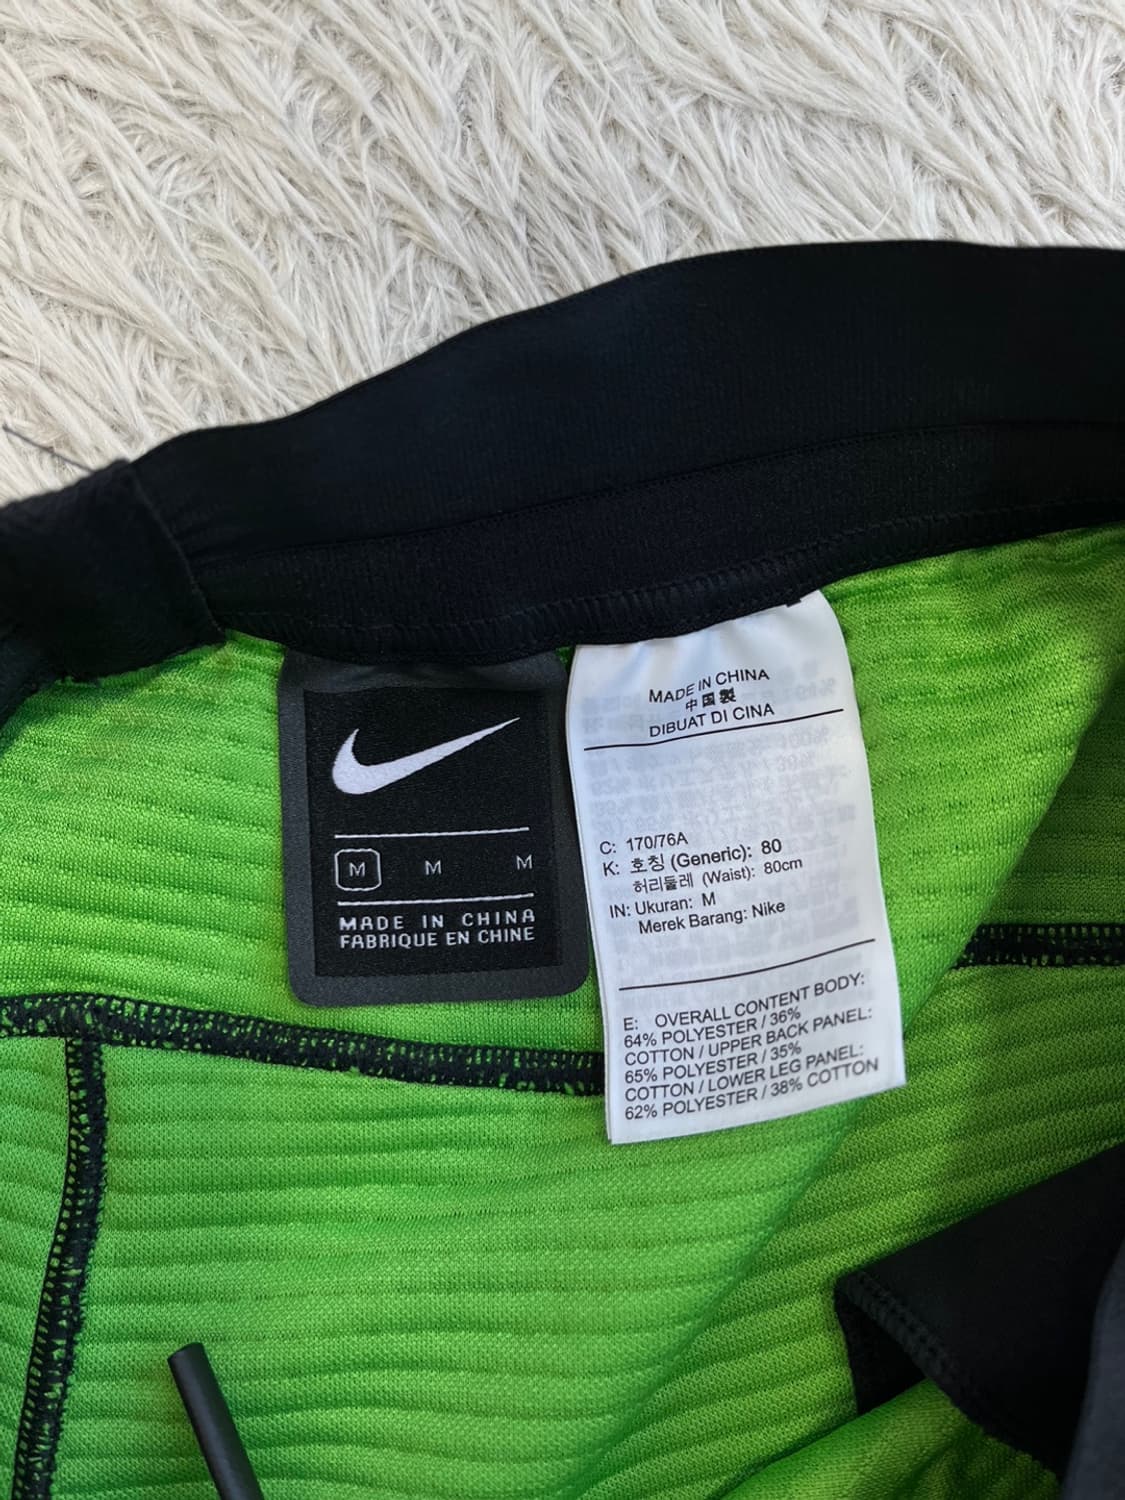 M M M
MADE IN CHINA
FABRIQUE EN CHINE
MADE IN CHINA
中国製
DIBUAT DI CINA
C: 170/76A
K: 호칭 (Generic): 80
허리둘레 (Waist): 80cm
IN: Ukuran: M
Merek Barang: Nike
E: OVERALL CONTENT BODY:
64% POLYESTER / 36%
COTTON / UPPER BACK PANEL:
65% POLYESTER / 35%
COTTON / LOWER LEG PANEL:
62% POLYESTER / 38% COTTON